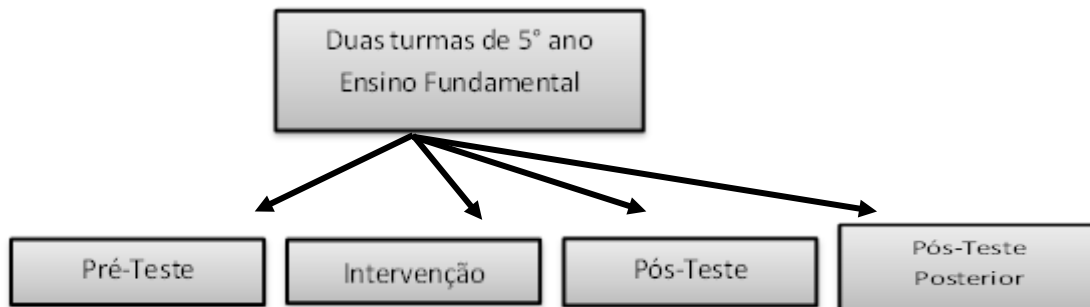 Duas turmas de 5° ano
Ensino Fundamental
Pré-Teste
Intervenção
Pós-Teste
Pós-Teste
Posterior